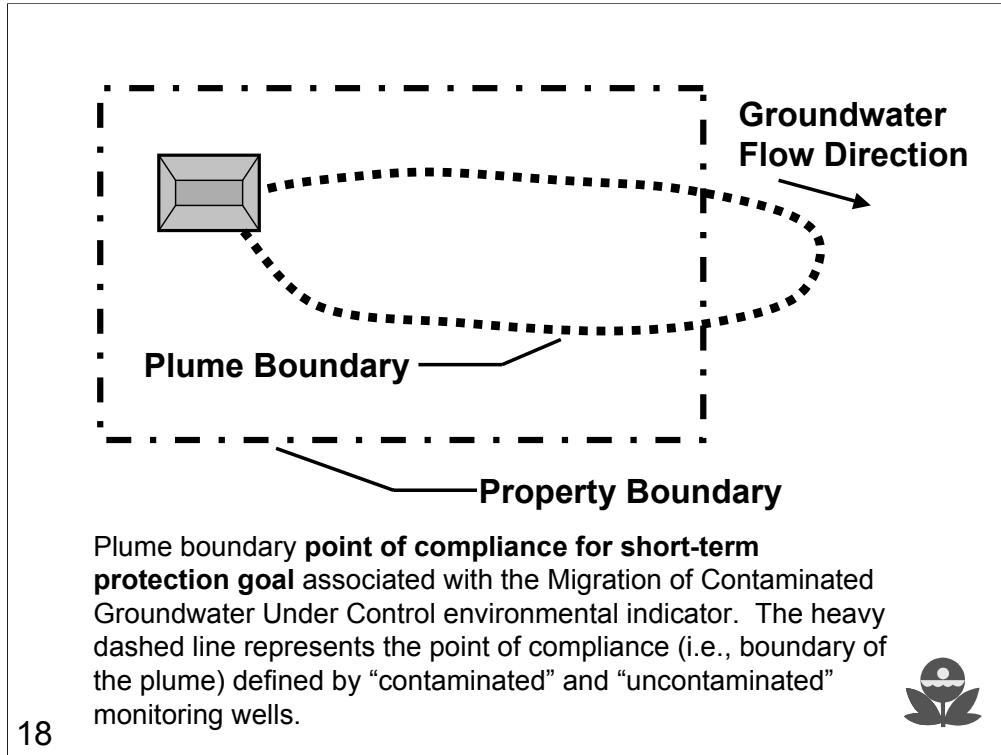 Groundwater
Flow Direction
Plume Boundary
Property Boundary
Plume boundary point of compliance for short-term
protection goal associated with the Migration of Contaminated
Groundwater Under Control environmental indicator.  The heavy
dashed line represents the point of compliance (i.e., boundary of
the plume) defined by “contaminated” and “uncontaminated”
monitoring wells.
18